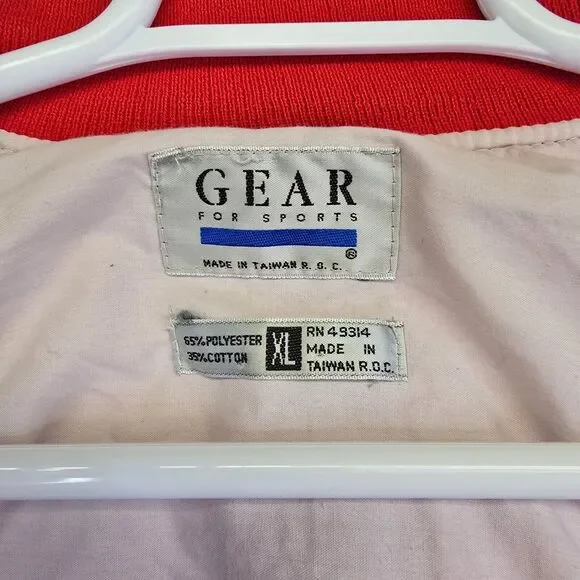 GEAR
FOR SPORTS
®
MADE IN TAIWAN R.O.C.
65% POLYESTER
35% COTTON
XL
RN 49314
MADE IN
TAIWAN R.O.C.